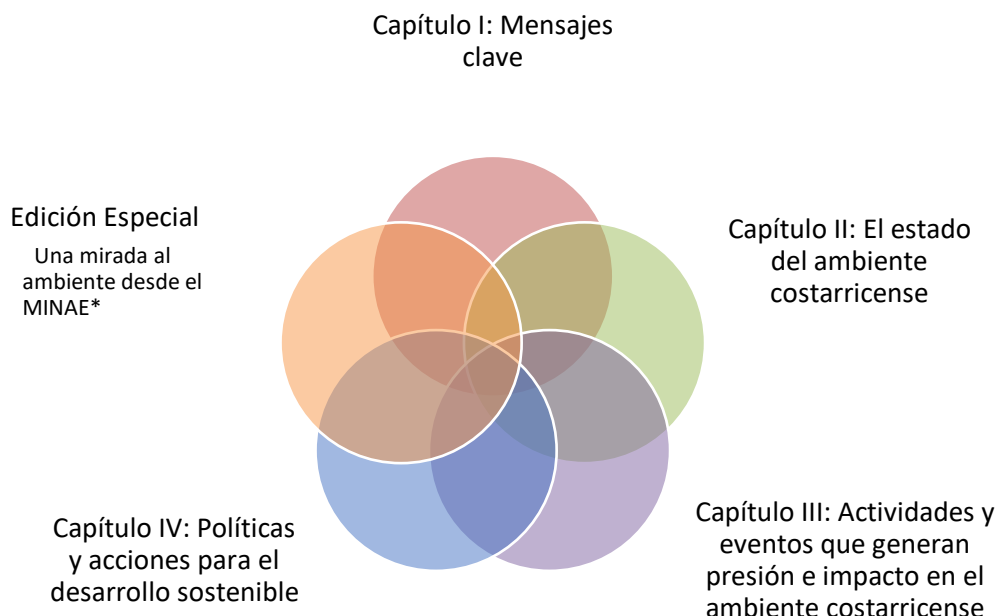 Capítulo I: Mensajes
clave
Edición Especial
Una mirada al
ambiente desde el
MINAE*
Capítulo II: El estado
del ambiente
costarricense
Capítulo IV: Políticas
y acciones para el
desarrollo sostenible
Capítulo III: Actividades y
eventos que generan
presión e impacto en el
ambiente costarricense